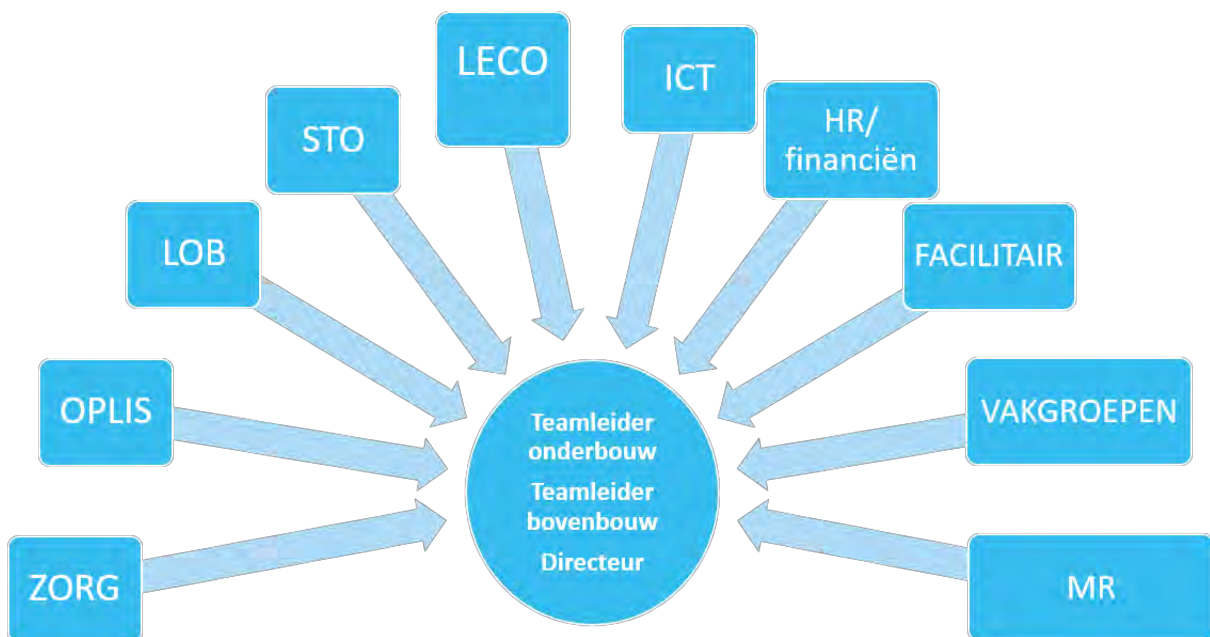 LECO
ICT
STO
HR/
financiën
LOB
FACILITAIR
OPLIS
VAKGROEPEN
Teamleider
onderbouw
Teamleider
bovenbouw
Directeur
ZORG
MR